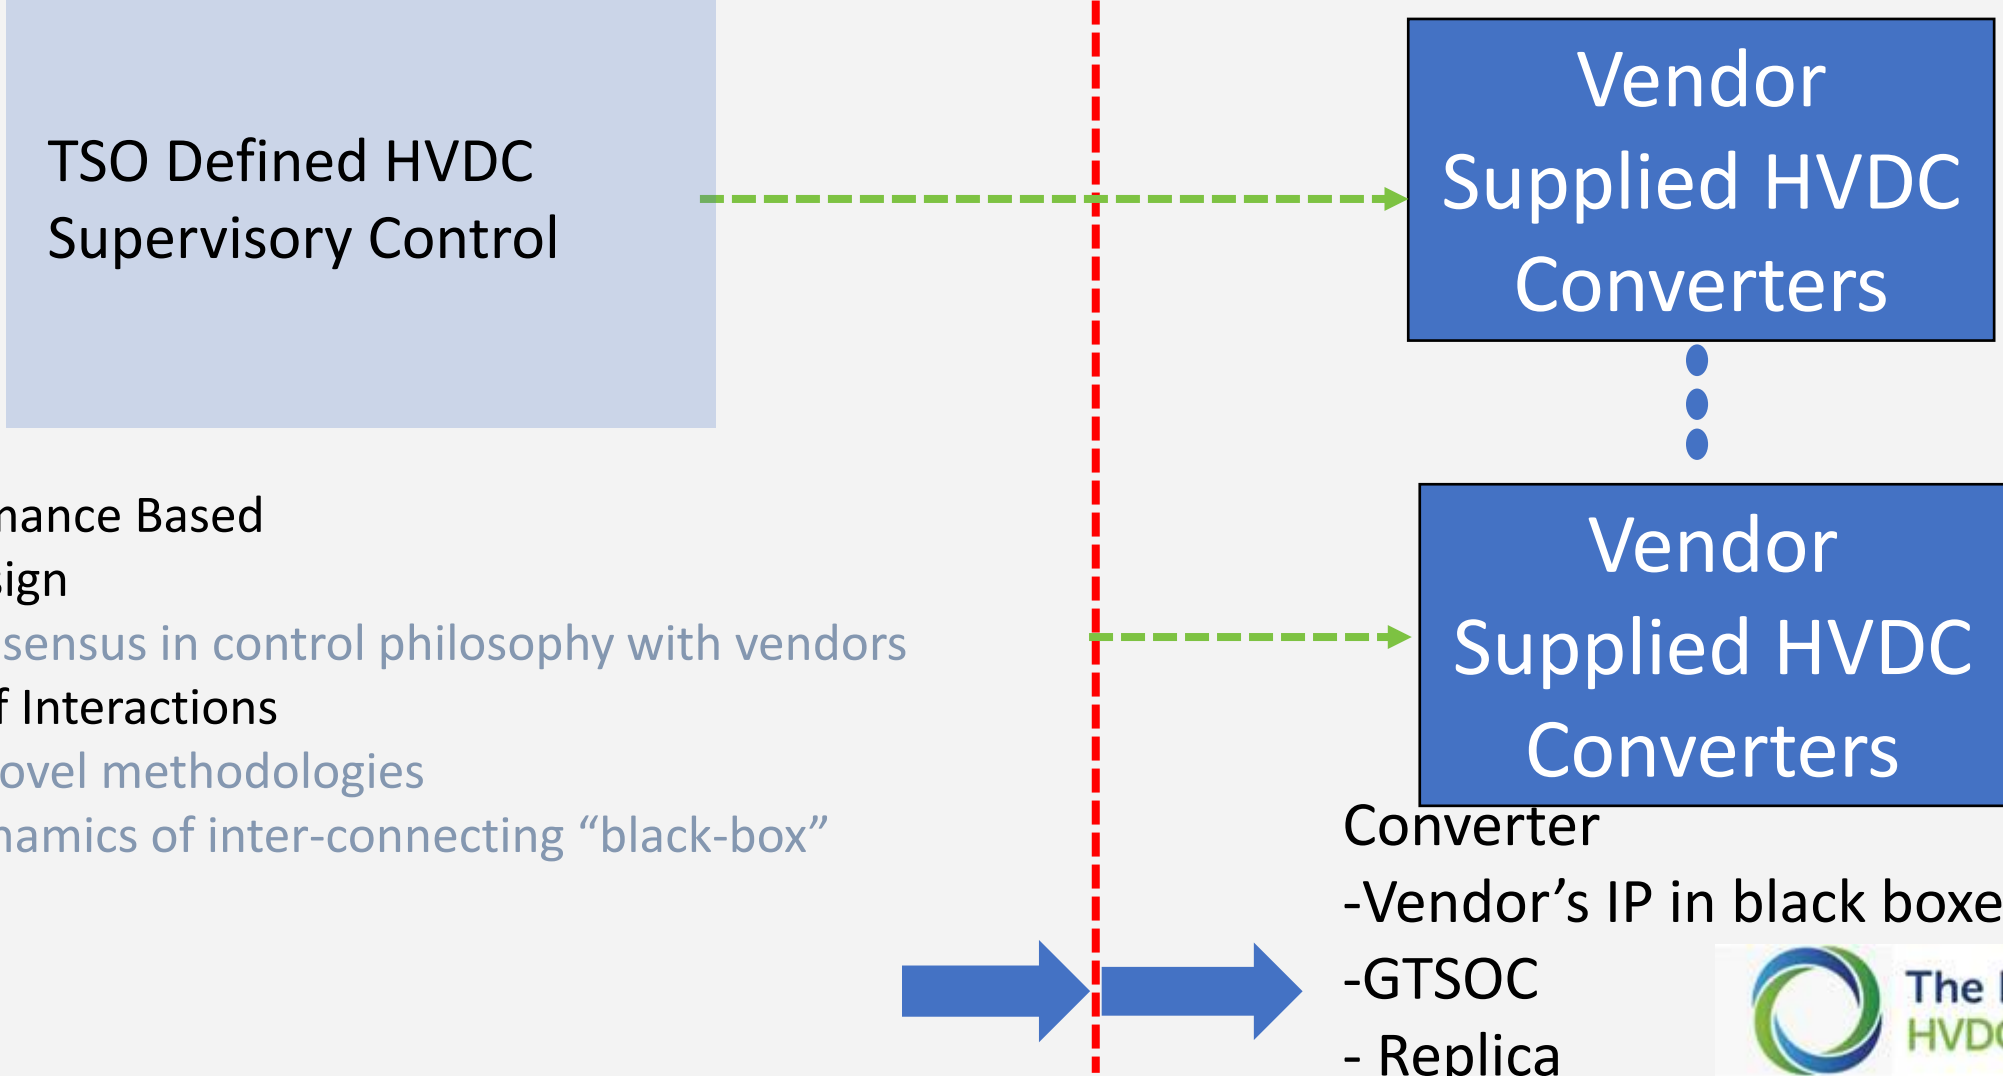 TSO Defined HVDC
Supervisory Control
Vendor
Supplied HVDC
Converters
mance Based
sign
sensus in control philosophy with vendors
f Interactions
ovel methodologies
namics of inter-connecting “black-box”
Vendor
Supplied HVDC
Converters
Converter
-Vendor’s IP in black boxe
-GTSOC
- Replica
The
HVDC